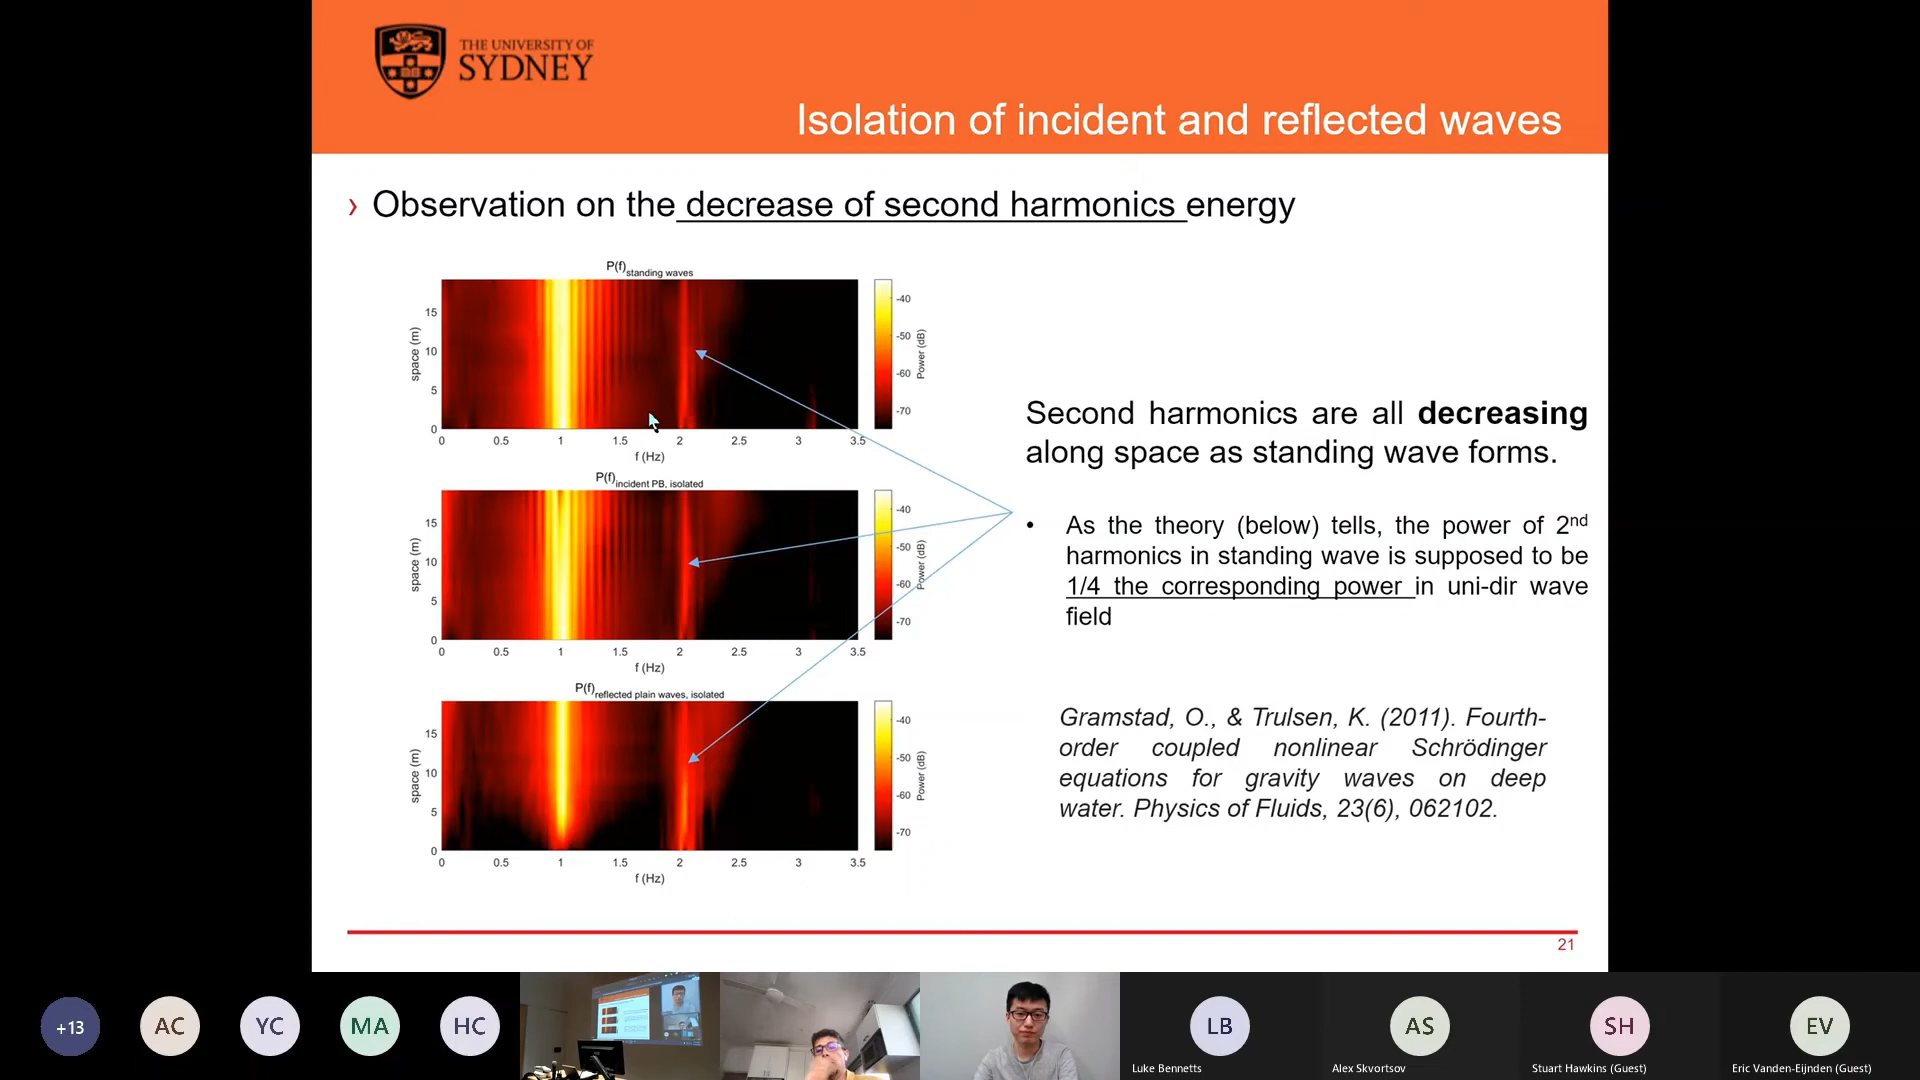 THE UNIVERSITY OF
SYDNEY
Isolation of incident and reflected waves
› Observation on the decrease of second harmonics energy
P(f)standing waves
space (m)
15
10
5
0
0 0.5 1 1.5 2 2.5 3 3.5
f (Hz)
-40
-50
-60
-70
Power (dB)
P(f)incident PB, isolated
space (m)
15
10
5
0
0 0.5 1 1.5 2 2.5 3 3.5
f (Hz)
-40
-50
-60
-70
Power (dB)
P(f)reflected plain waves, isolated
space (m)
15
10
5
0
0 0.5 1 1.5 2 2.5 3 3.5
f (Hz)
-40
-50
-60
-70
Power (dB)
Second harmonics are all decreasing
along space as standing wave forms.
• As the theory (below) tells, the power of 2nd
harmonics in standing wave is supposed to be
1/4 the corresponding power in uni-dir wave
field
Gramstad, O., & Trulsen, K. (2011). Fourth-
order coupled nonlinear Schrödinger
equations for gravity waves on deep
water. Physics of Fluids, 23(6), 062102.
21
+13 AC YC MA HC LB AS SH EV
Luke Bennetts Alex Skvortsov Stuart Hawkins (Guest) Eric Vanden-Eijnden (Guest)